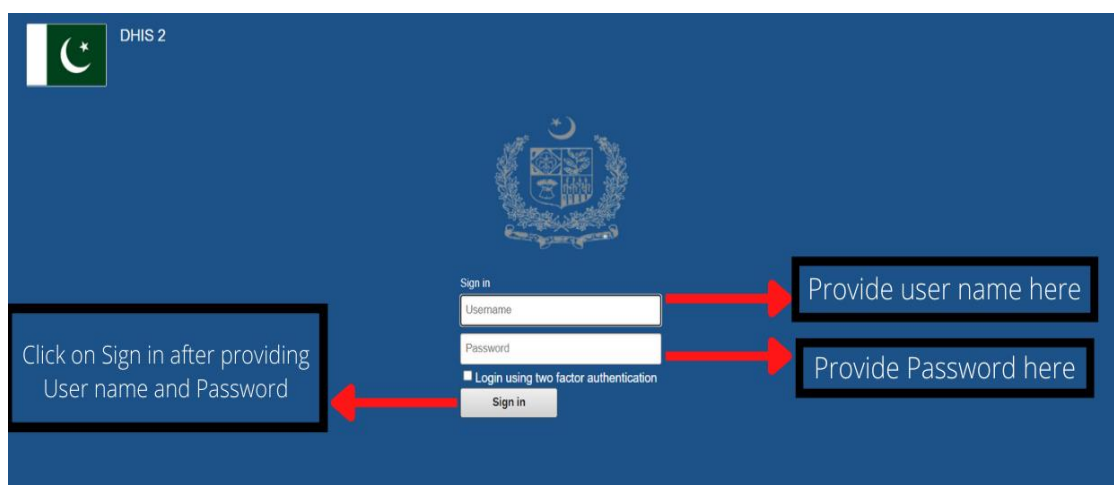 DHIS 2
Sign in
Username
Provide user name here
Password
Provide Password here
Login using two factor authentication
Sign in
Click on Sign in after providing
User name and Password